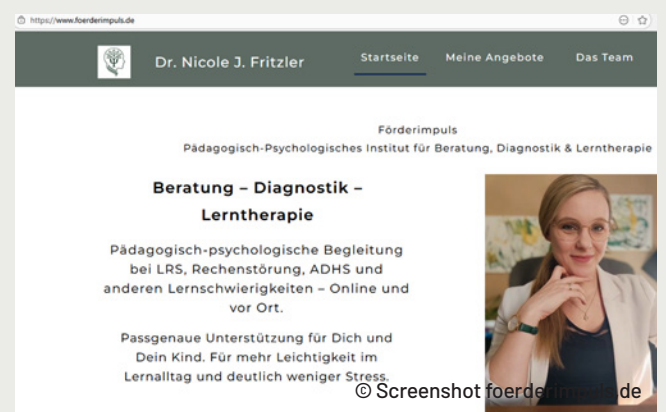 https://www.foerderimpuls.de
Dr. Nicole J. Fritzler
Startseite
Meine Angebote
Das Team
Förderimpuls
Pädagogisch-Psychologisches Institut für Beratung, Diagnostik & Lerntherapie
Beratung – Diagnostik –
Lerntherapie
Pädagogisch-psychologische Begleitung
bei LRS, Rechenstörung, ADHS und
anderen Lernschwierigkeiten – Online und
vor Ort.
Passgenaue Unterstützung für Dich und
Dein Kind. Für mehr Leichtigkeit im
Lernalltag und deutlich weniger Stress.
© Screenshot foerderimpuls.de